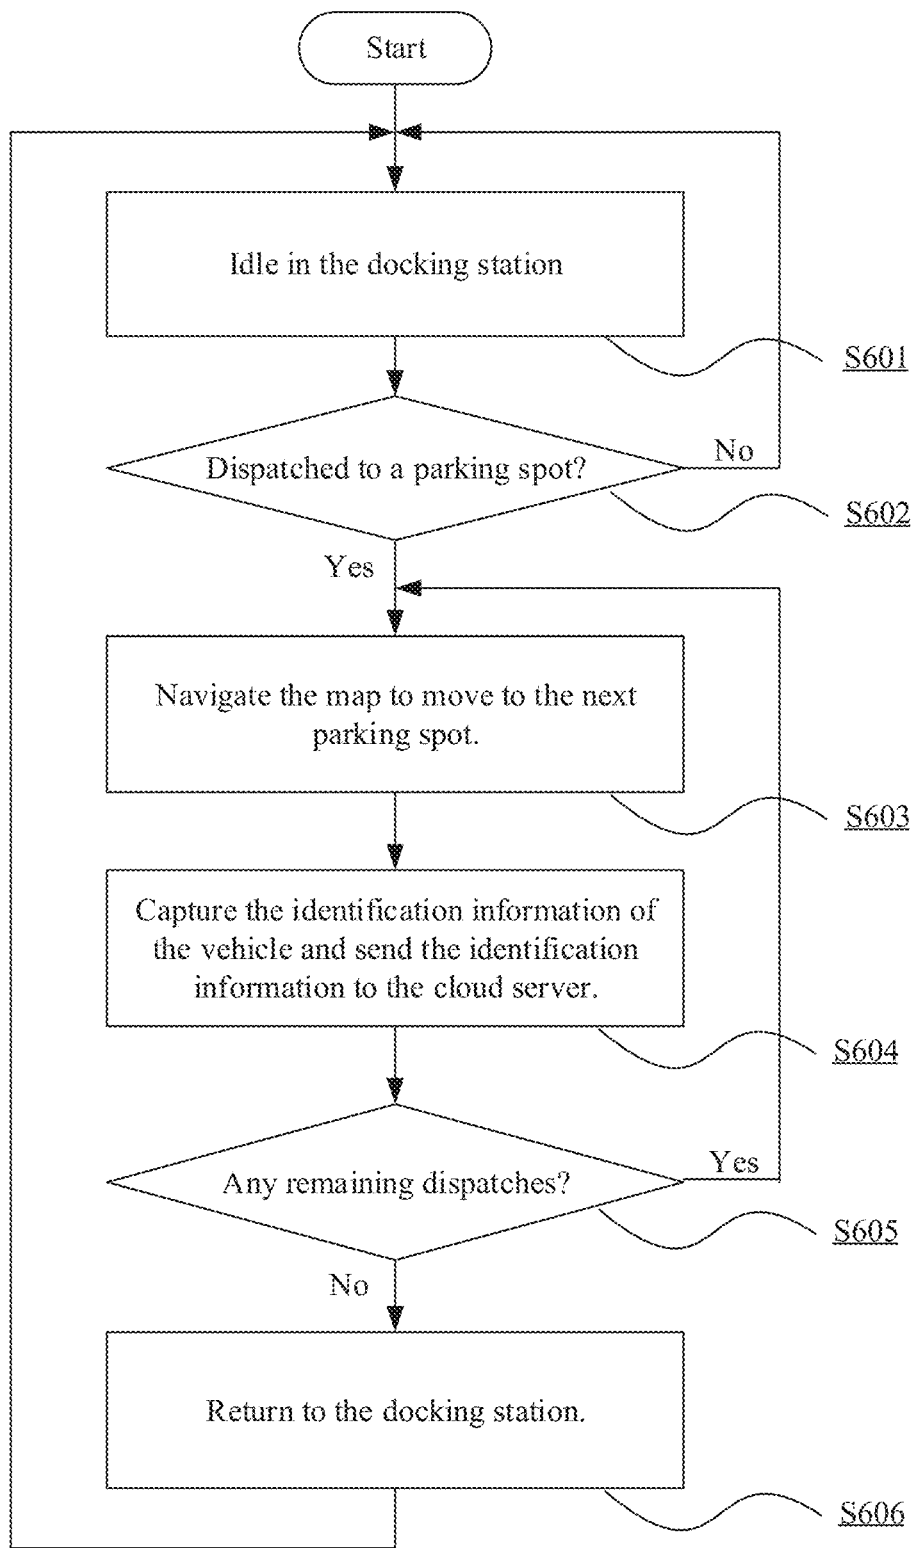 Start
Idle in the docking station
S601
Dispatched to a parking spot?
No
S602
Yes
Navigate the map to move to the next
parking spot.
S603
Capture the identification information of
the vehicle and send the identification
information to the cloud server.
S604
Any remaining dispatches?
Yes
S605
No
Return to the docking station.
S606